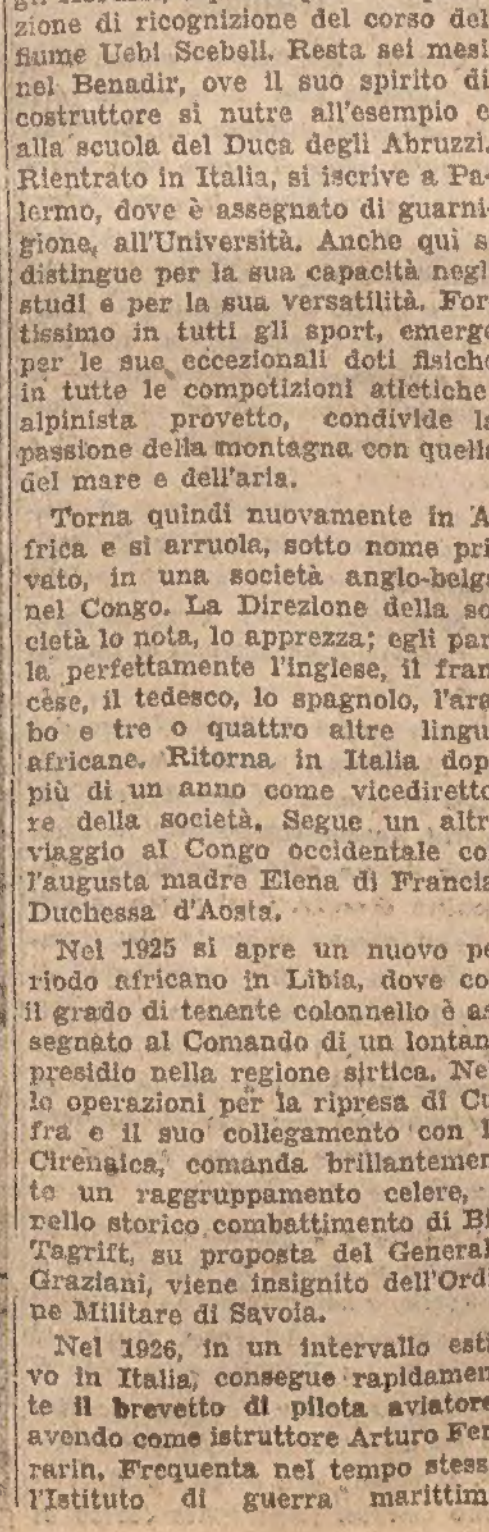 zione di ricognizione del corso del
fiume Uebi Scebeli. Resta sei mesi
nel Benadir, ove il suo spirito di
costruttore si nutre all'esempio e
alla scuola del Duca degli Abruzzi.
Rientrato in Italia, si iscrive a Pa-
lermo, dove è assegnato di guarni-
gione, all'Università. Anche qui s
distingue per la sua capacità negl
studi e per la sua versatilità. For
tissimo in tutti gli sport, emerge
per le sue eccezionali doti fisiche
in tutte le competizioni atletiche
alpinista provetto, condivide la
passione della montagna con quella
del mare e dell'aria.
Torna quindi nuovamente in A
frica e si arruola, sotto nome pri
vato, in una società anglo-belga
nel Congo. La Direzione della so
cietà lo nota, lo apprezza; egli par
la perfettamente l'inglese, il fran
cese, il tedesco, lo spagnolo, l'ara
bo e tre o quattro altre lingu
africane. Ritorna in Italia dop
più di un anno come vicediretto
re della società. Segue un altr
viaggio al Congo occidentale co
l'augusta madre Elena di Francia
Duchessa d'Aosta.
Nel 1925 si apre un nuovo pe
riodo africano in Libia, dove co
il grado di tenente colonnello è as
segnato al Comando di un lontan
presidio nella regione sirtica. Nel
le operazioni per la ripresa di Cu
fra e il suo collegamento con l
Cirenaica, comanda brillantemen
te un raggruppamento celere,
nello storico combattimento di Bi
Tagrift, su proposta del General
Graziani, viene insignito dell'Ordi
ne Militare di Savoia.
Nel 1926, in un intervallo esti
vo in Italia, consegue rapidamen
te il brevetto di pilota aviatore
avendo come istruttore Arturo Fer
rarin. Frequenta nel tempo stess
l'Istituto di guerra marittim